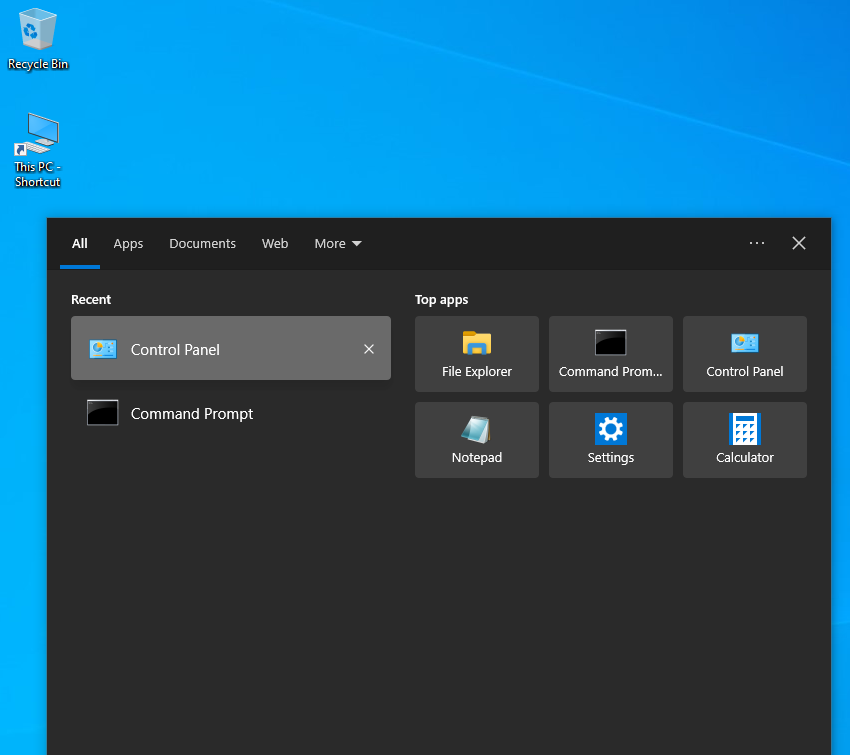 Recycle Bin
This PC -
Shortcut
All Apps Documents Web More
Recent
Control Panel
Command Prompt
Top apps
File Explorer Command Prom... Control Panel
Notepad Settings Calculator